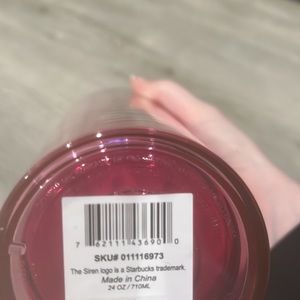 7 62111 43690 0
SKU# 011116973
The Siren logo is a Starbucks trademark.
Made in China
24 OZ / 710ML